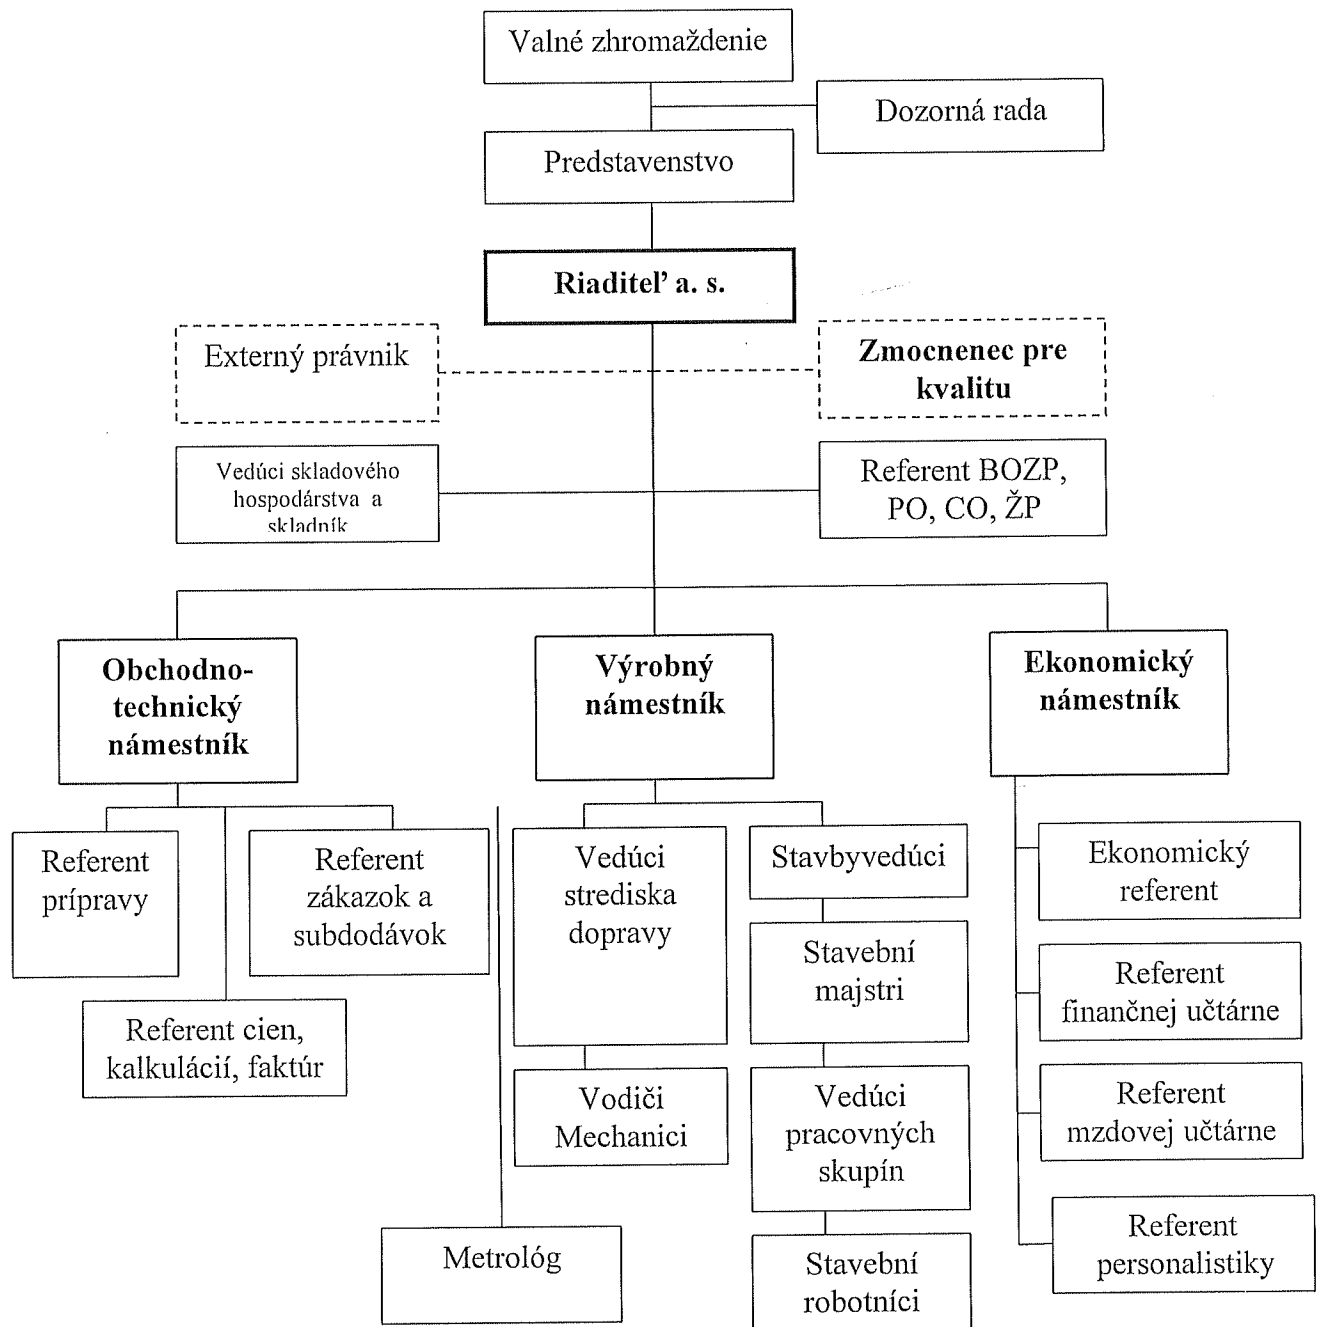 Valné zhromaždenie
Dozorná rada
Predstavenstvo
Riaditeľ a. s.
Externý právnik
Zmocnenec pre
kvalitu
Vedúci skladového
hospodárstva a
skladník
Referent BOZP,
PO, CO, ŽP
Obchodno-
technický
námestník
Výrobný
námestník
Ekonomický
námestník
Referent
prípravy
Referent
zákazok a
subdodávok
Referent cien,
kalkulácií, faktúr
Metrológ
Vedúci
strediska
dopravy
Vodiči
Mechanici
Stavbyvedúci
Stavební
majstri
Vedúci
pracovných
skupín
Stavební
robotníci
Ekonomický
referent
Referent
finančnej učtárne
Referent
mzdovej učtárne
Referent
personalistiky